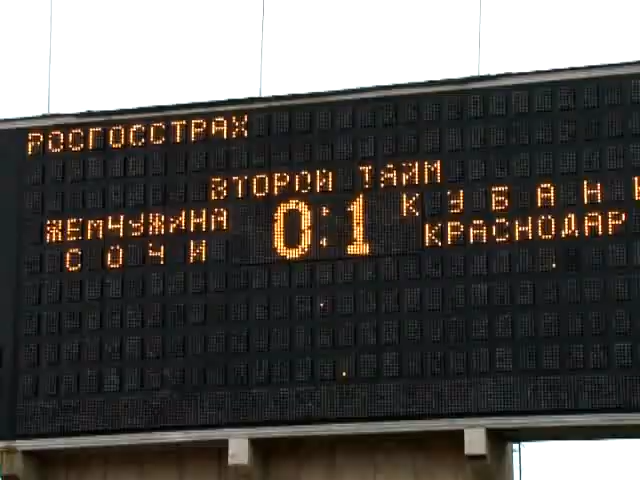 РОСГОССТРАХ
ВТОРОЙ ТАЙМ
ЖЕМЧУЖИНА 0:1 К У Б А Н
С О Ч И КРАСНОДАР